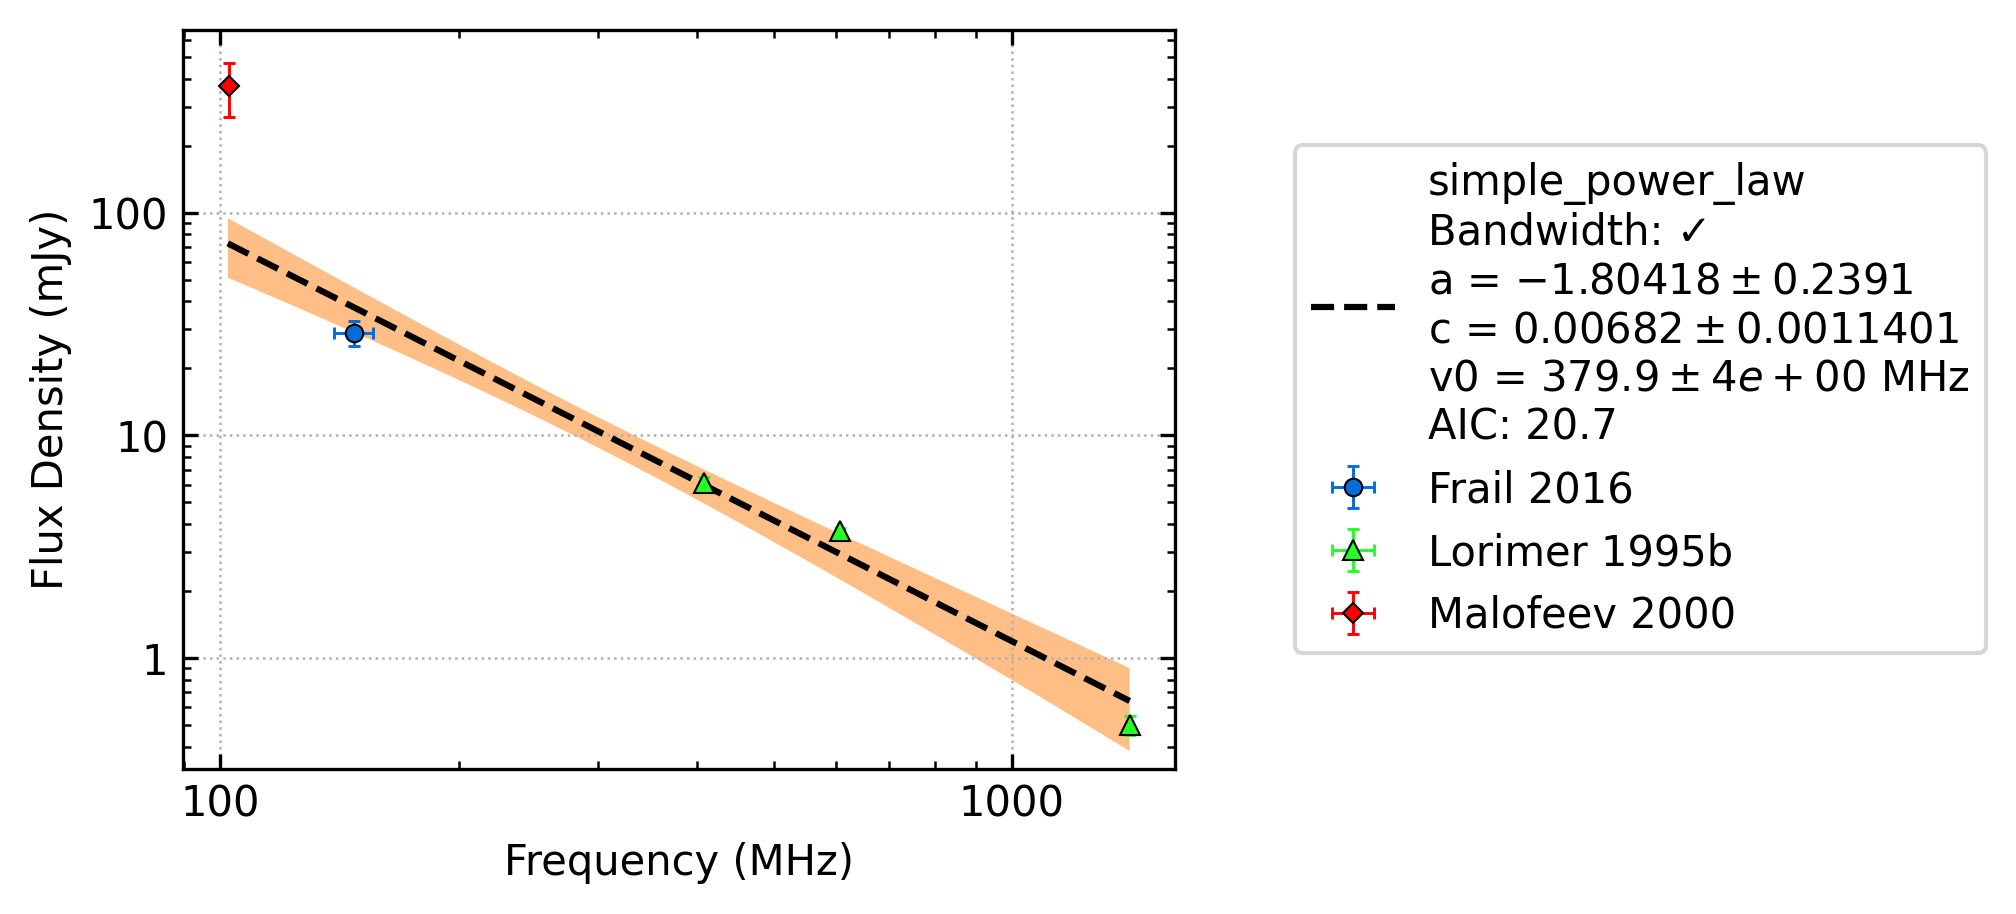 100
10
1
Flux Density (mJy)
100
1000
Frequency (MHz)
simple_power_law
Bandwidth: ✓
a = −1.80418 ± 0.2391
c = 0.00682 ± 0.0011401
v0 = 379.9 ± 4e + 00 MHz
AIC: 20.7
Frail 2016
Lorimer 1995b
Malofeev 2000